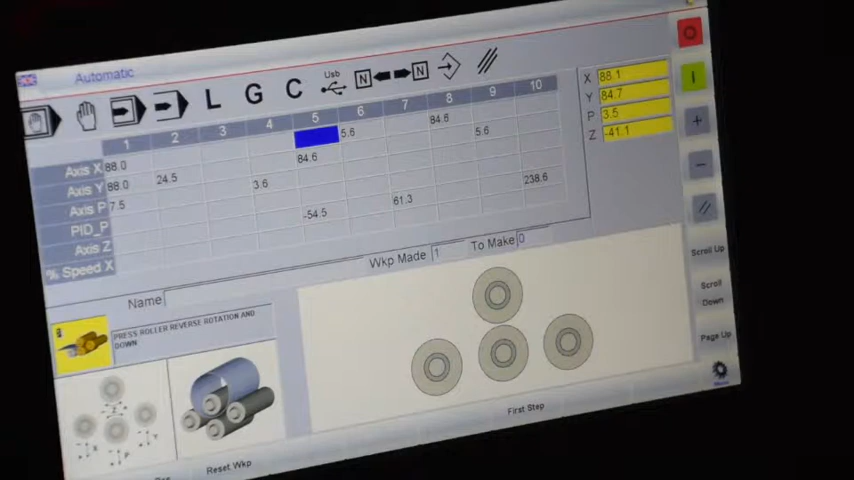 Automatic
L G C Usb N N
1 2 3 4 5 6 7 8 9 10
Axis X 88.0 5.6 84.6 5.6
Axis Y 88.0 24.5 84.6
Axis P 7.5 3.6 238.6
PID_P
Axis Z -54.5 61.3
% Speed X
X 88.1
Y 84.7
P 3.5
Z -41.1
Wkp Made 1 To Make 0
Name
PRESS ROLLER REVERSE ROTATION AND
DOWN
Z
X
P
Y
Reset Wkp
First Step
Scroll Up
Scroll
Down
Page Up